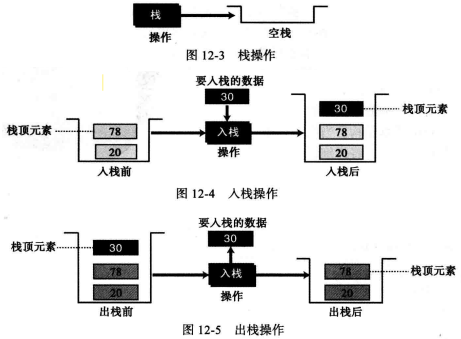 栈
操作
空栈
图 12-3 栈操作
要入栈的数据
30
栈顶元素
30
栈顶元素
78
入栈
78
20
操作
20
入栈前
入栈后
图 12-4 入栈操作
要入栈的数据
栈顶元素
30
30
78
入栈
78
栈顶元素
20
操作
20
出栈前
出栈后
图 12-5 出栈操作